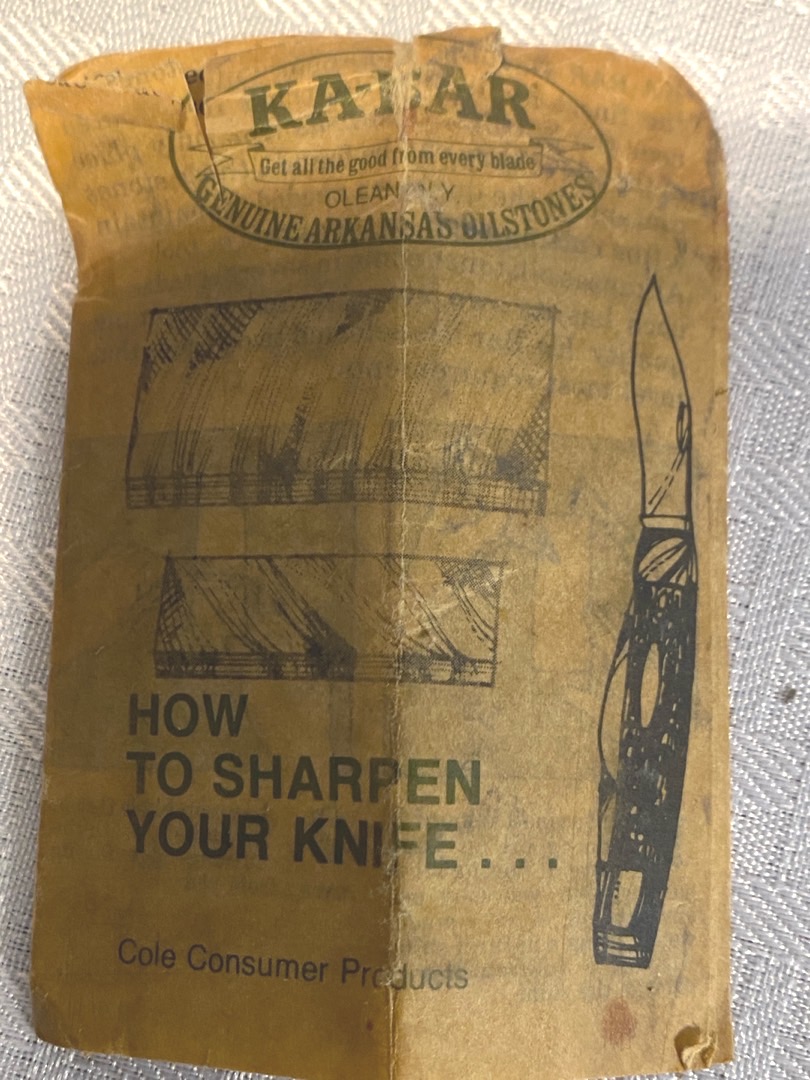 KA-BAR
Get all the good from every blade
OLEAN N.Y
GENUINE ARKANSAS OILSTONES
HOW
TO SHARPEN
YOUR KNIFE...
Cole Consumer Products